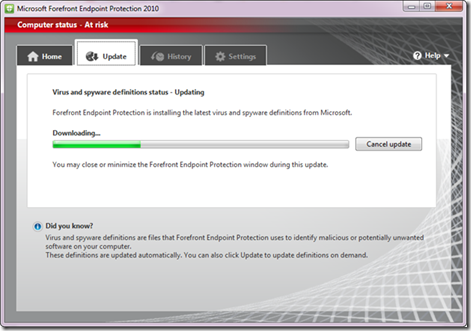 Microsoft Forefront Endpoint Protection 2010
Computer status - At risk
Home
Update
History
Settings
Help
Virus and spyware definitions status - Updating
Forefront Endpoint Protection is installing the latest virus and spyware definitions from Microsoft.
Downloading...
Cancel update
You may close or minimize the Forefront Endpoint Protection window during this update.
Did you know?
Virus and spyware definitions are files that Forefront Endpoint Protection uses to identify malicious or potentially unwanted
software on your computer.
These definitions are updated automatically. You can also click Update to update definitions on demand.